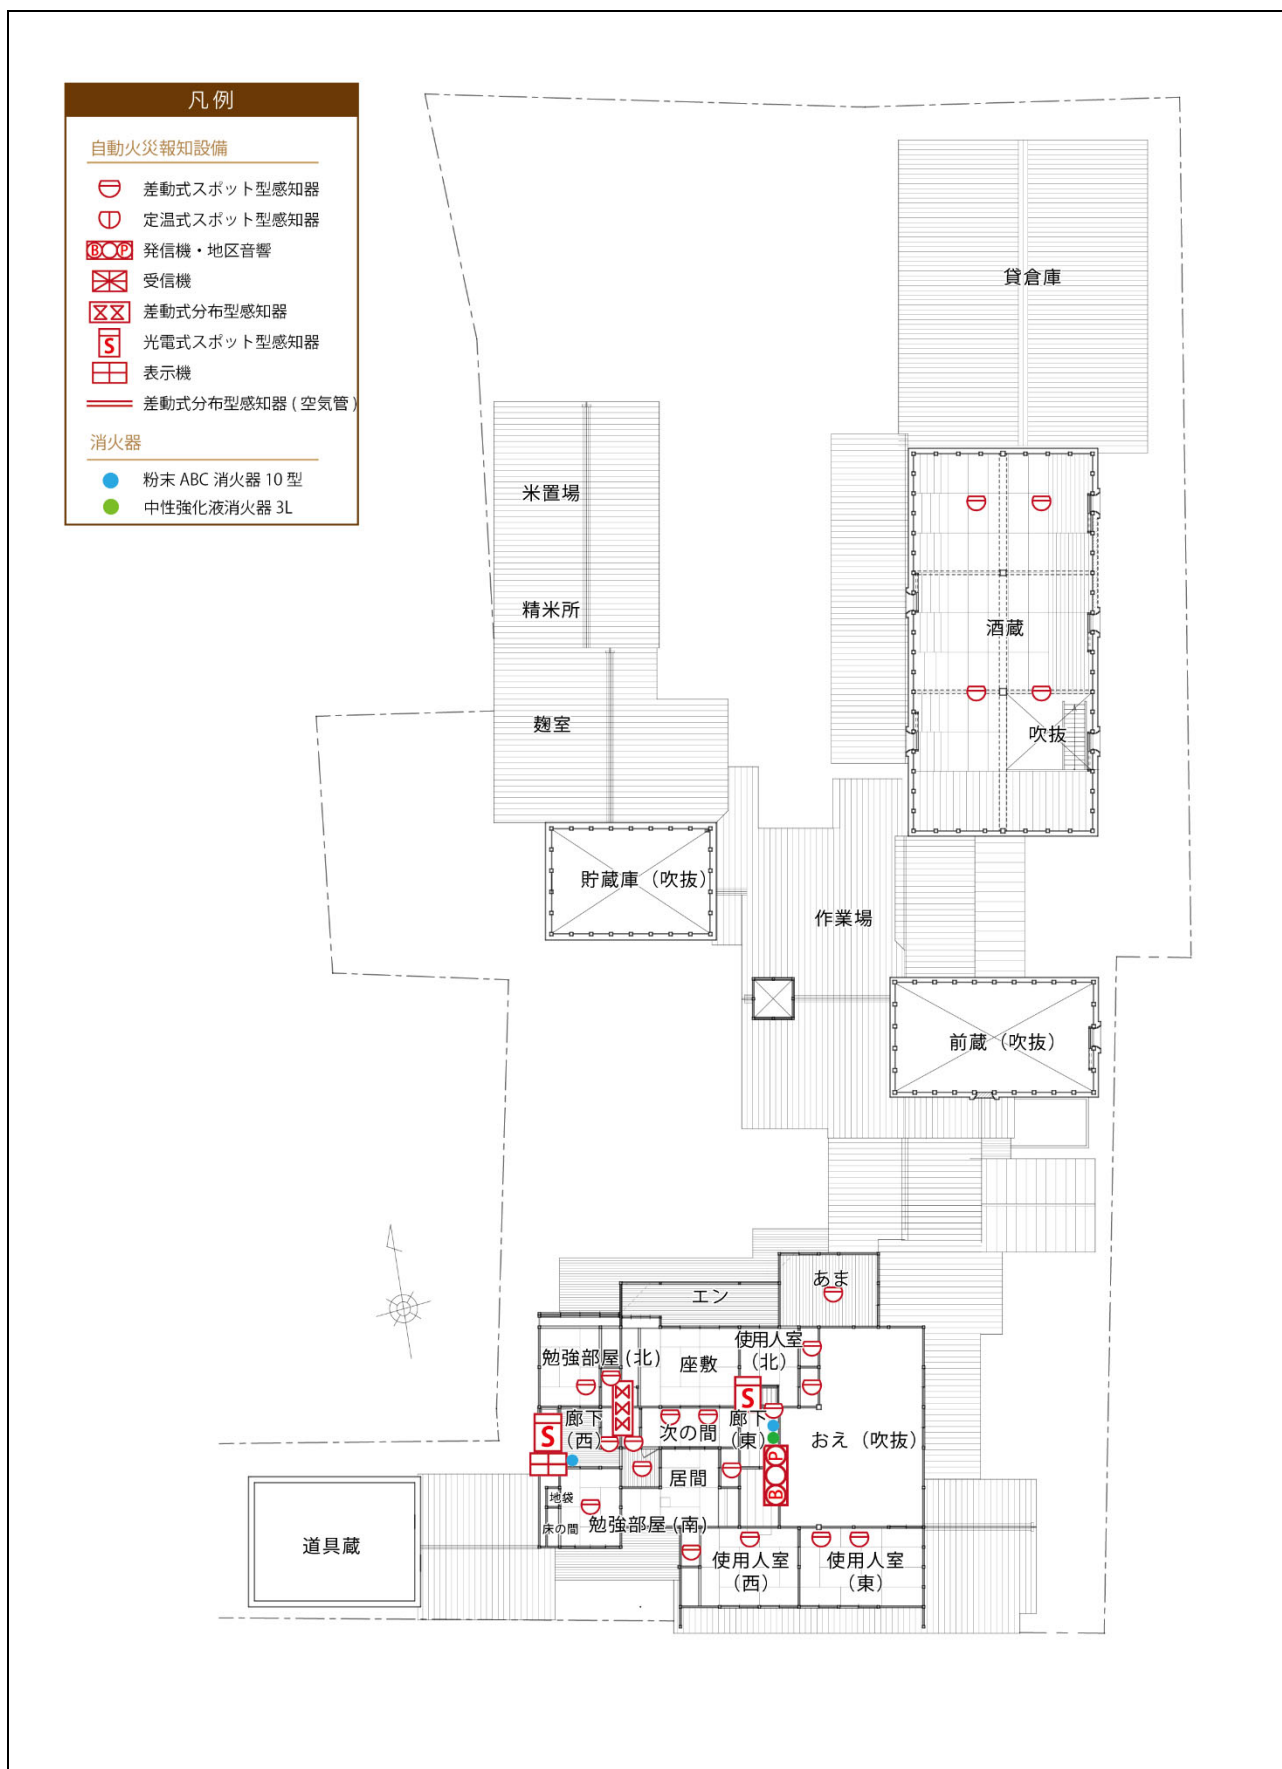 凡例
自動火災報知設備
差動式スポット型感知器
定温式スポット型感知器
B P 発信機・地区音響
受信機
差動式分布型感知器
S 光電式スポット型感知器
表示機
差動式分布型感知器 ( 空気管 )
消火器
粉末 ABC 消火器 10 型
中性強化液消火器 3L
貸倉庫
米置場
精米所
酒蔵
麹室
吹抜
貯蔵庫（吹抜）
作業場
前蔵（吹抜）
あま
エン
使用人室
（北）
勉強部屋 (北)
座敷
S
廊下
（西）
S
次の間
廊下
（東）
おえ（吹抜）
P
B
居間
地袋
床の間
勉強部屋 (南)
道具蔵
使用人室
（西）
使用人室
（東）